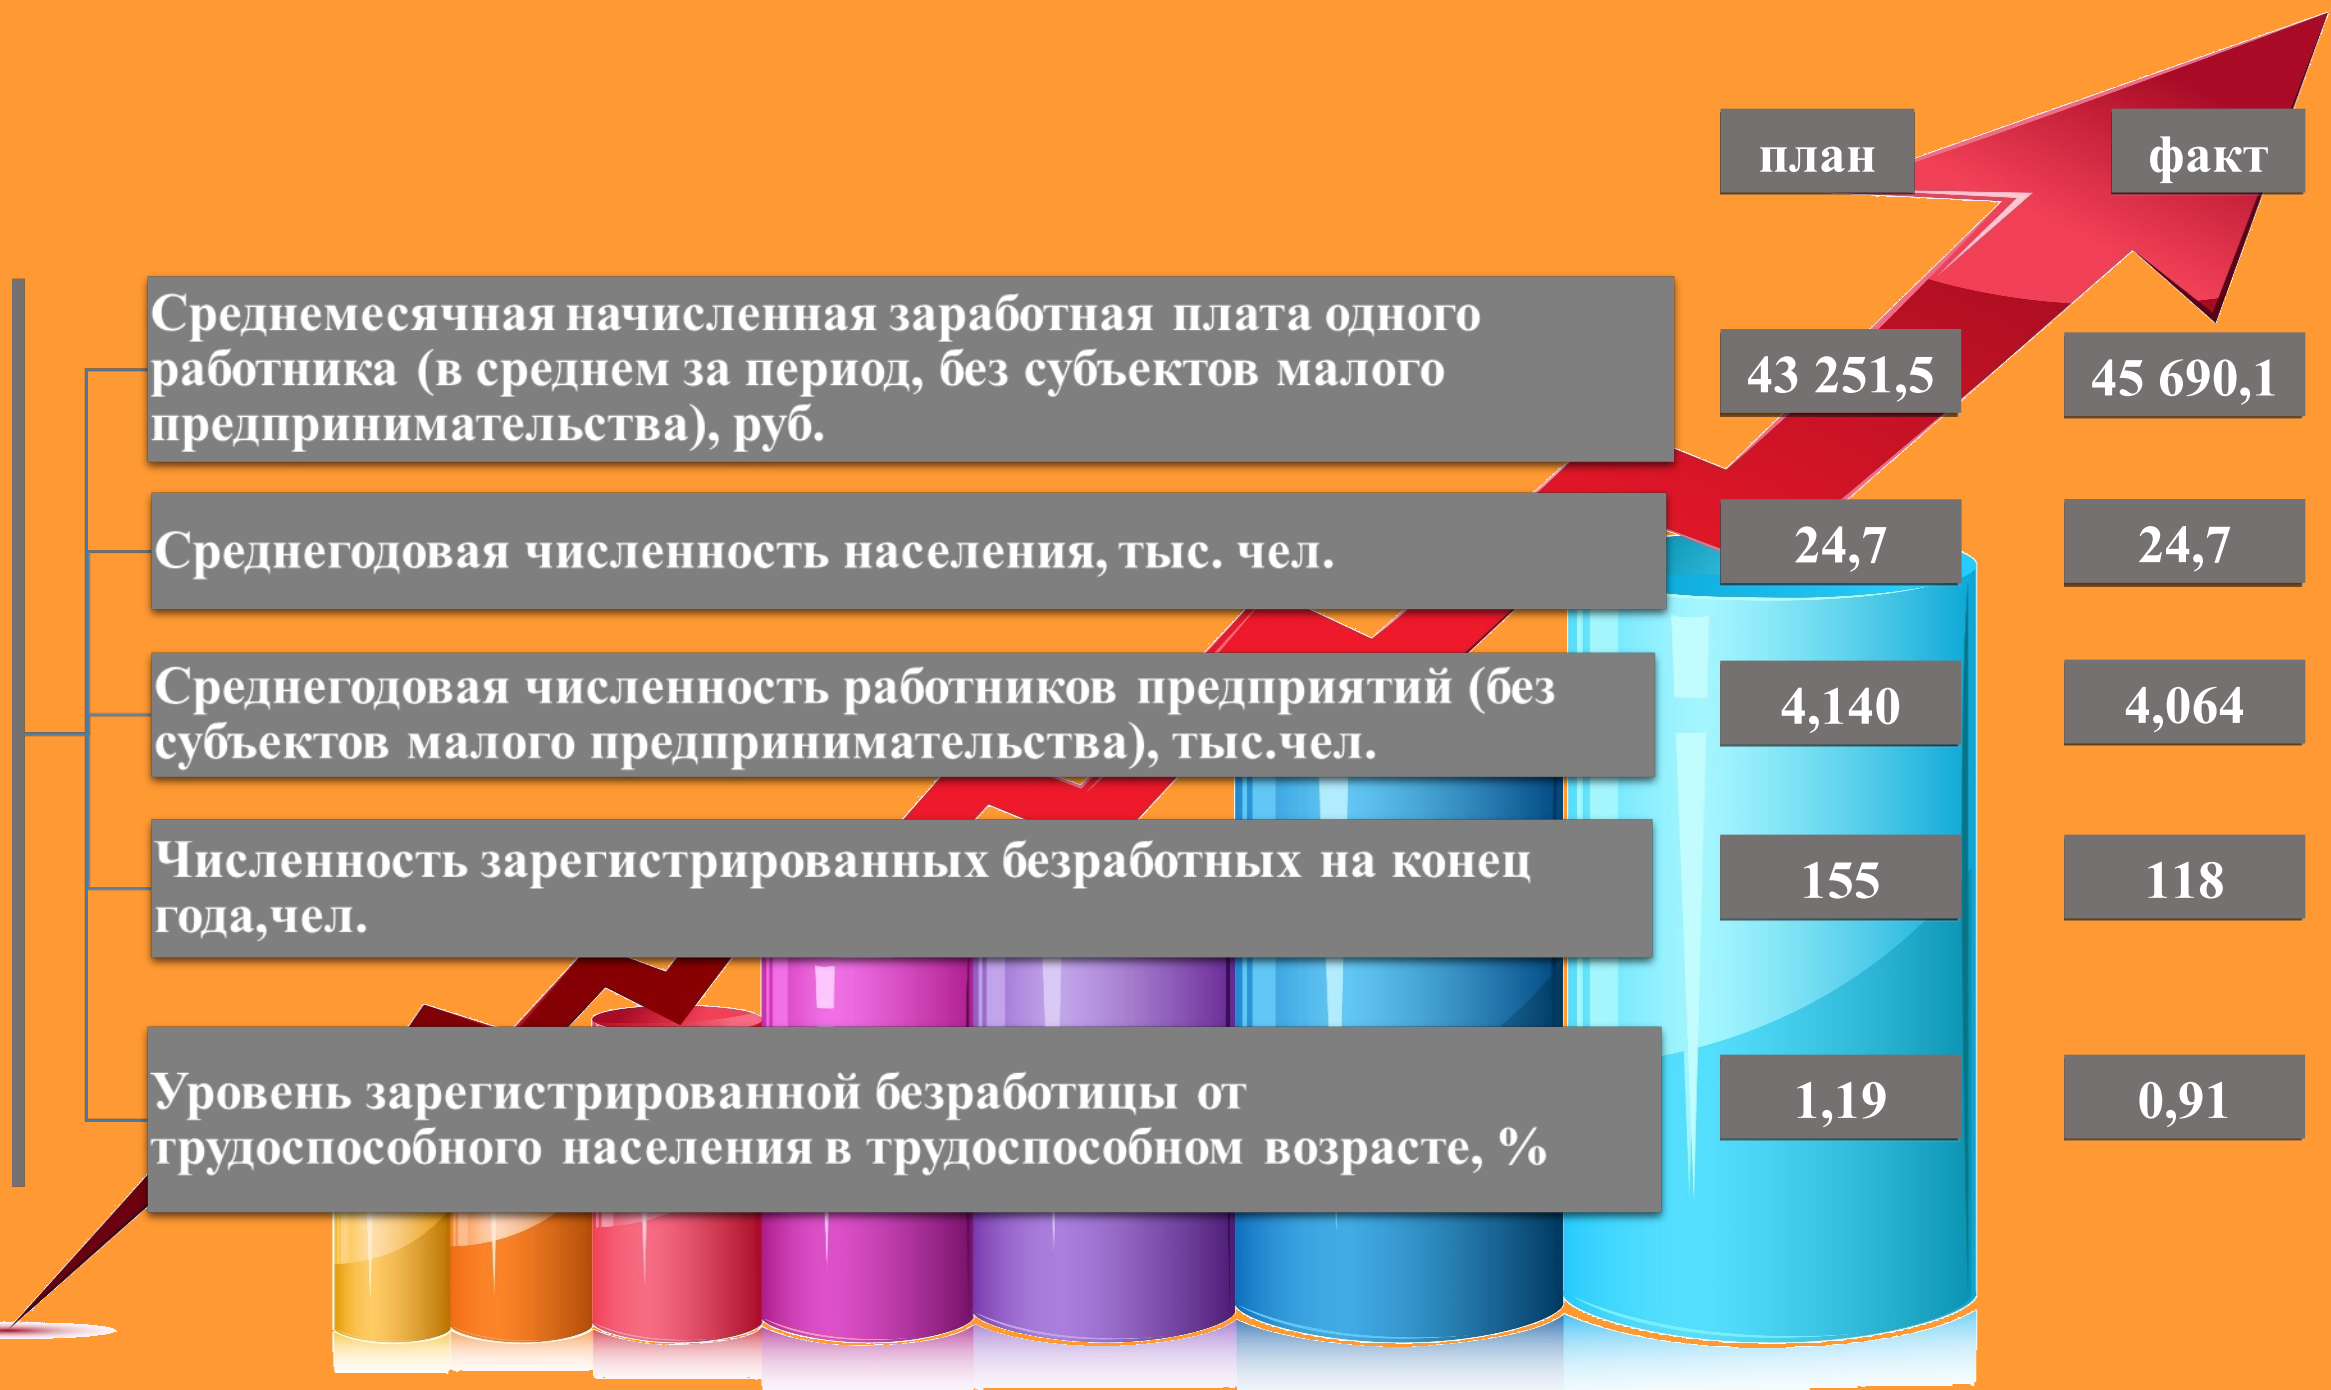 план факт
Среднемесячная начисленная заработная плата одного
работника (в среднем за период, без субъектов малого
предпринимательства), руб.
43 251,5 45 690,1
Среднегодовая численность населения, тыс. чел.
24,7 24,7
Среднегодовая численность работников предприятий (без
субъектов малого предпринимательства), тыс.чел.
4,140 4,064
Численность зарегистрированных безработных на конец
года,чел.
155 118
Уровень зарегистрированной безработицы от
трудоспособного населения в трудоспособном возрасте, %
1,19 0,91